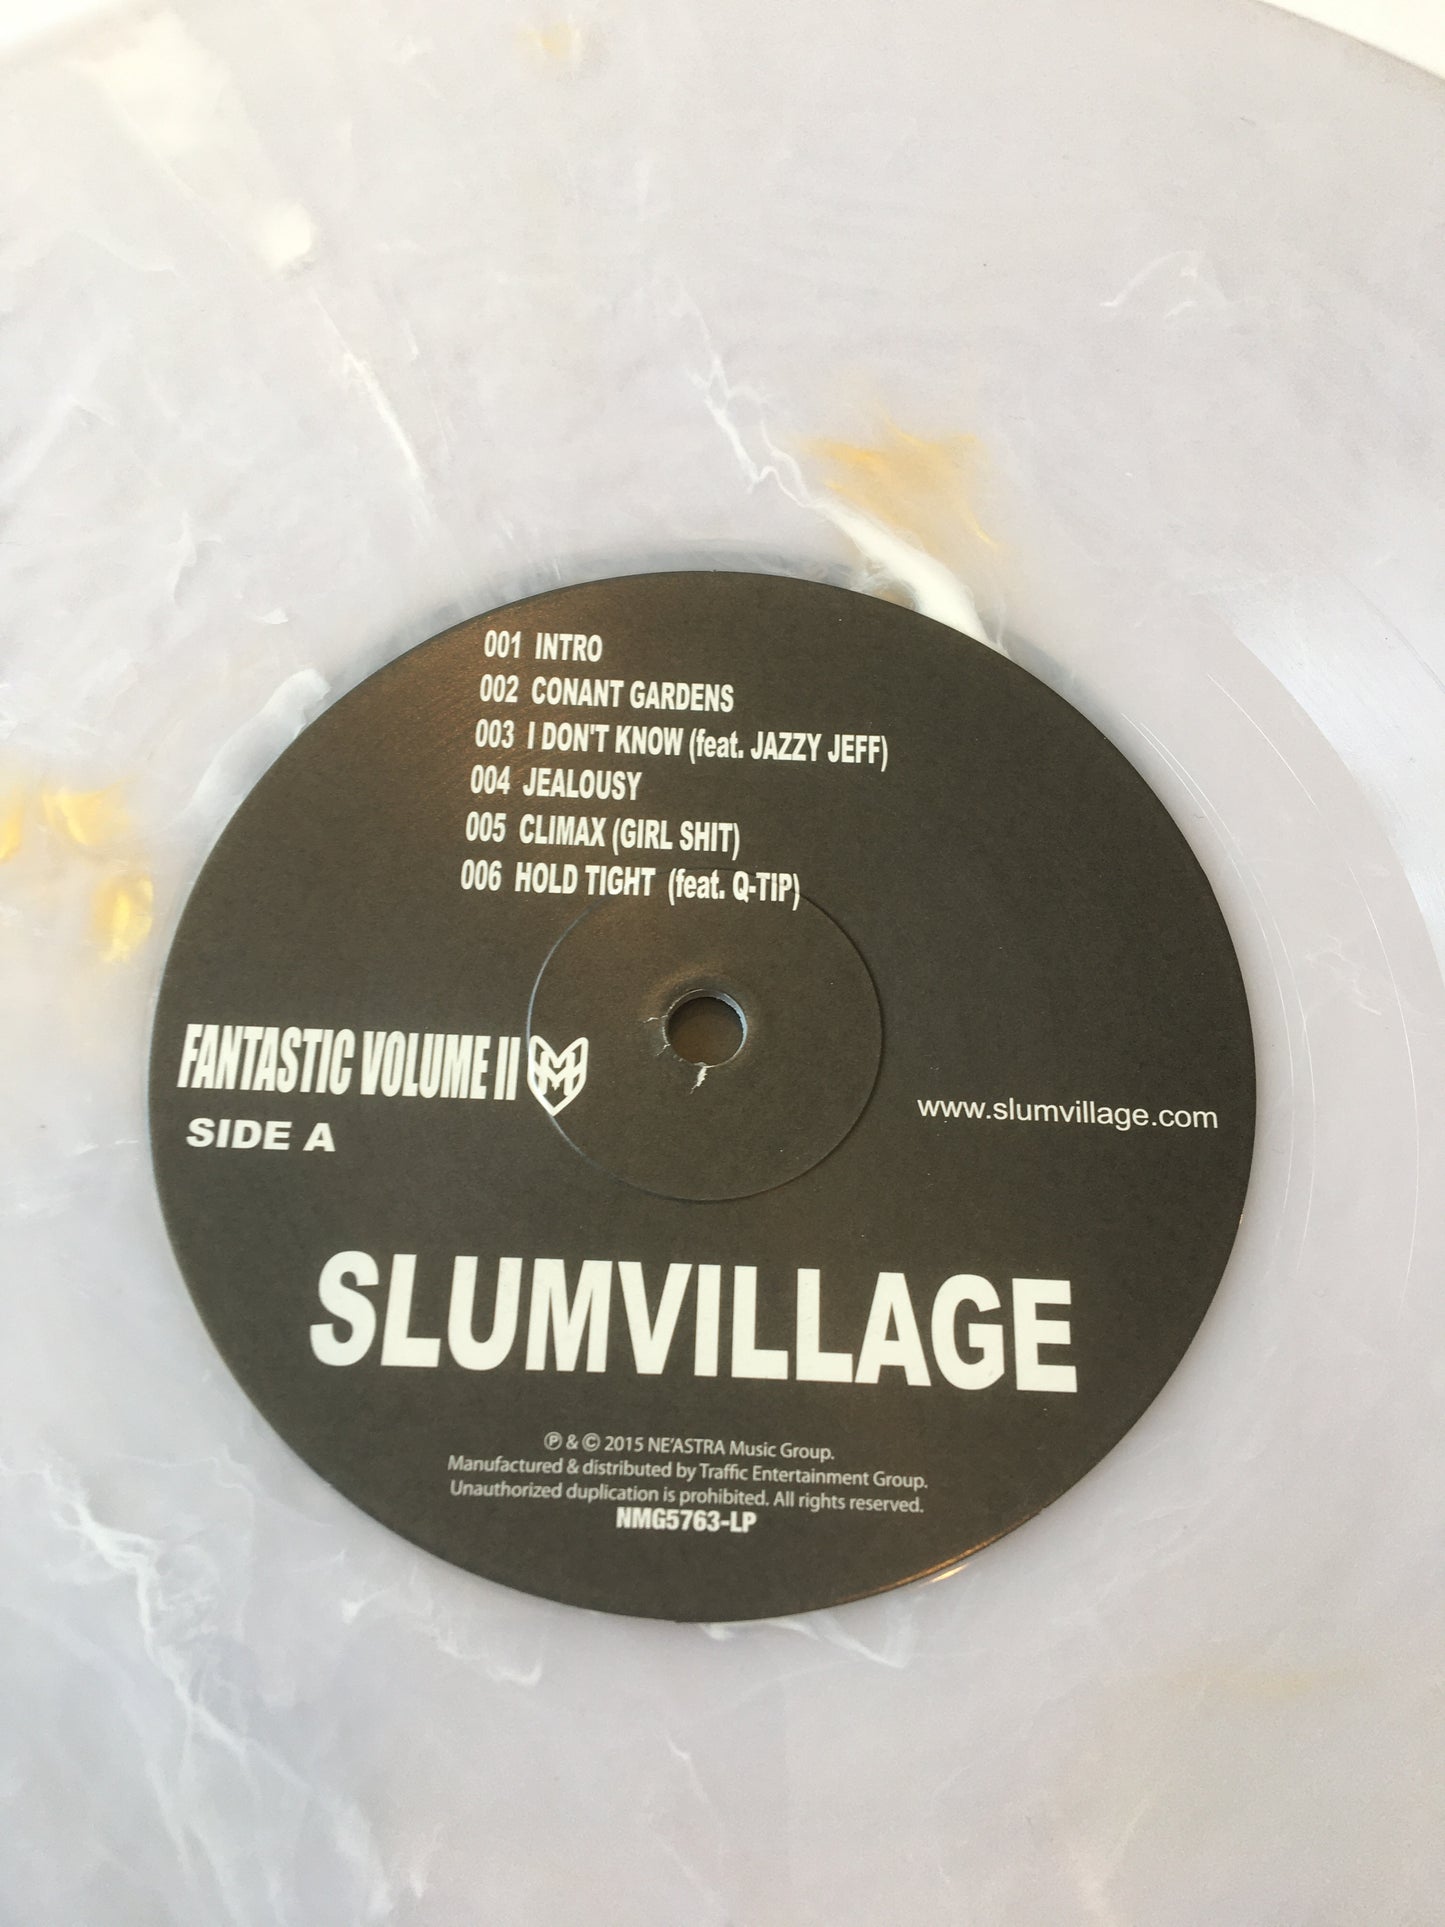 001 INTRO
002 CONANT GARDENS
003 I DON'T KNOW (feat. JAZZY JEFF)
004 JEALOUSY
005 CLIMAX (GIRL SHIT)
006 HOLD TIGHT (feat. Q-TIP)
FANTASTIC VOLUME II
SIDE A
www.slumvillage.com
SLUMVILLAGE
℗ & © 2015 NE'ASTRA Music Group.
Manufactured & distributed by Traffic Entertainment Group.
Unauthorized duplication is prohibited. All rights reserved.
NMG5763-LP